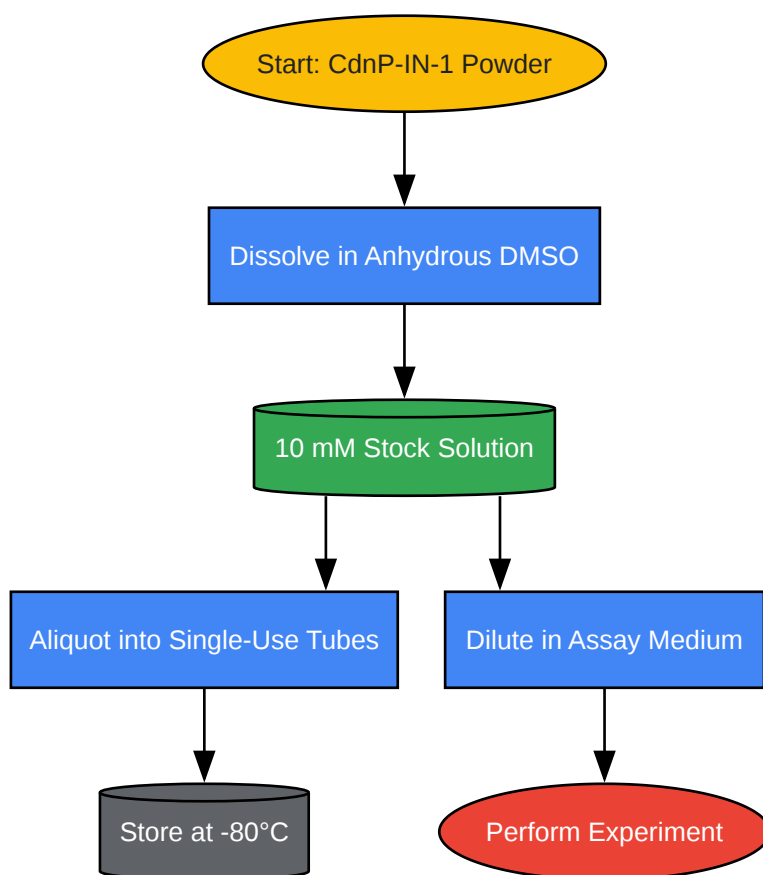 Start: CdnP-IN-1 Powder
Dissolve in Anhydrous DMSO
10 mM Stock Solution
Aliquot into Single-Use Tubes
Dilute in Assay Medium
Store at -80°C
Perform Experiment